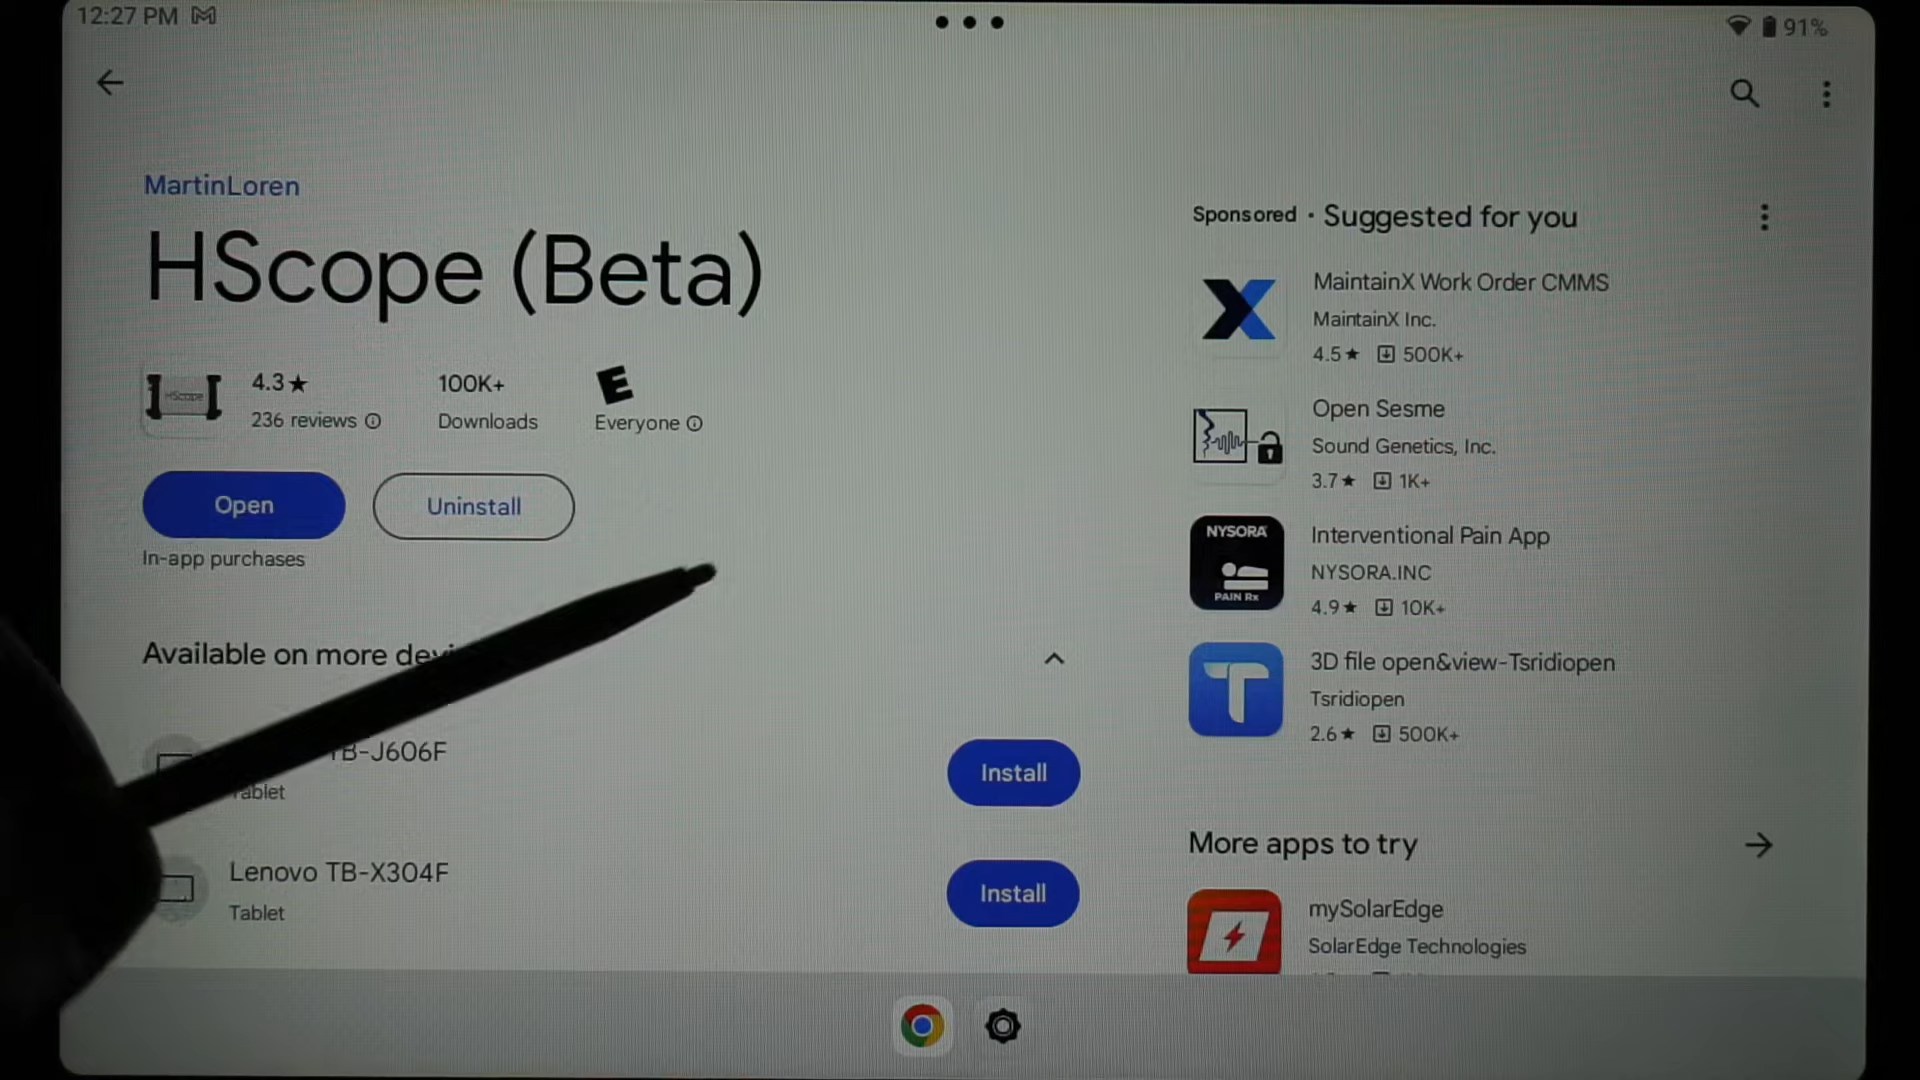 12:27 PM
91%
MartinLoren
HScope (Beta)
HScope
4.3★
236 reviews
100K+
Downloads
E
Everyone
Open
Uninstall
In-app purchases
Available on more
TB-J606F
Tablet
Install
Lenovo TB-X304F
Tablet
Install
Sponsored · Suggested for you
MaintainX Work Order CMMS
MaintainX Inc.
4.5★ 500K+
Open Sesme
Sound Genetics, Inc.
3.7★ 1K+
NYSORA
PAIN Rx
Interventional Pain App
NYSORA.INC
4.9★ 10K+
3D file open&view-Tsridiopen
Tsridiopen
2.6★ 500K+
More apps to try
mySolarEdge
SolarEdge Technologies